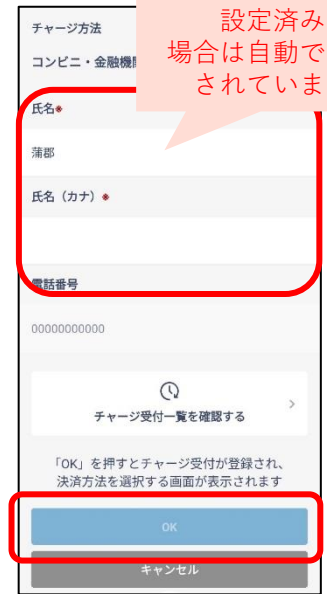 設定済み
場合は自動で
されていま
チャージ方法
コンビニ・金融機
氏名※
蒲郡
氏名（カナ）※
電話番号
00000000000
チャージ受付一覧を確認する
「OK」を押すとチャージ受付が登録され、
決済方法を選択する画面が表示されます
OK
キャンセル